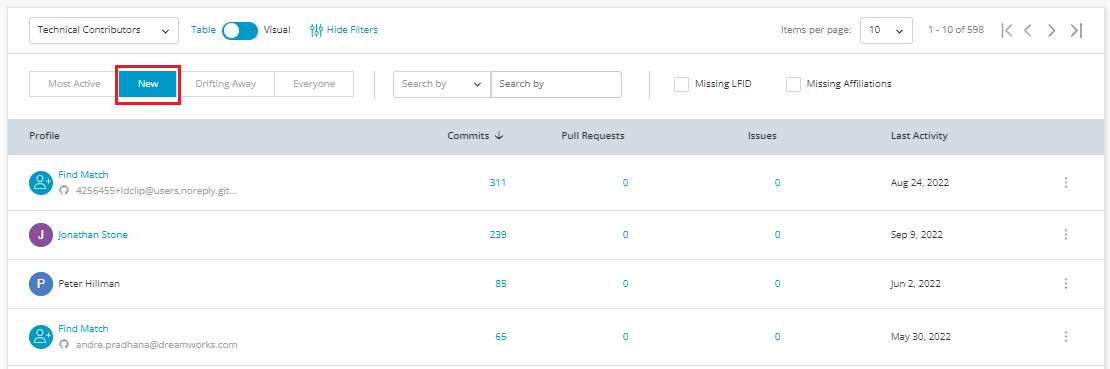 Technical Contributors Table Visual Hide Filters Items per page: 10 1 - 10 of 598
Most Active New Drifting Away Everyone Search by Search by Missing LFID Missing Affiliations
Profile Commits Pull Requests Issues Last Activity
Find Match
4256455+ldclip@users.noreply.git... 311 0 0 Aug 24, 2022
J Jonathan Stone 239 0 0 Sep 9, 2022
P Peter Hillman 85 0 0 Jun 2, 2022
Find Match
andre.pradhana@dreamworks.com 65 0 0 May 30, 2022